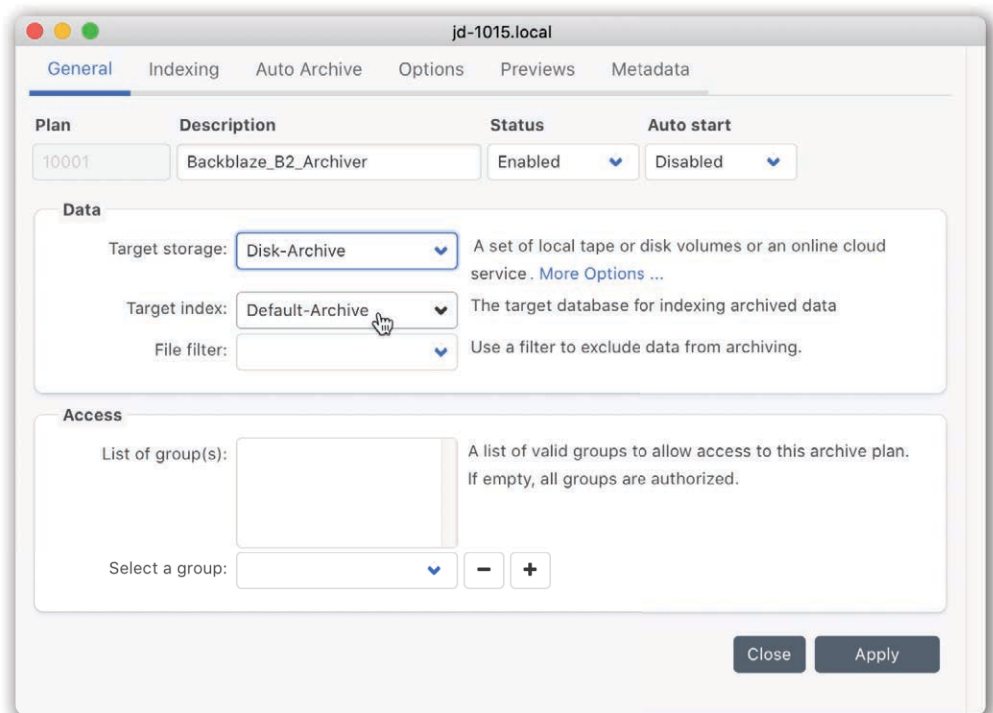 jd-1015.local
General Indexing Auto Archive Options Previews Metadata
Plan Description Status Auto start
10001 Backblaze_B2_Archiver Enabled Disabled
Data
Target storage: Disk-Archive A set of local tape or disk volumes or an online cloud
service . More Options ...
Target index: Default-Archive The target database for indexing archived data
File filter: Use a filter to exclude data from archiving.
Access
List of group(s): A list of valid groups to allow access to this archive plan.
If empty, all groups are authorized.
Select a group: − +
Close Apply